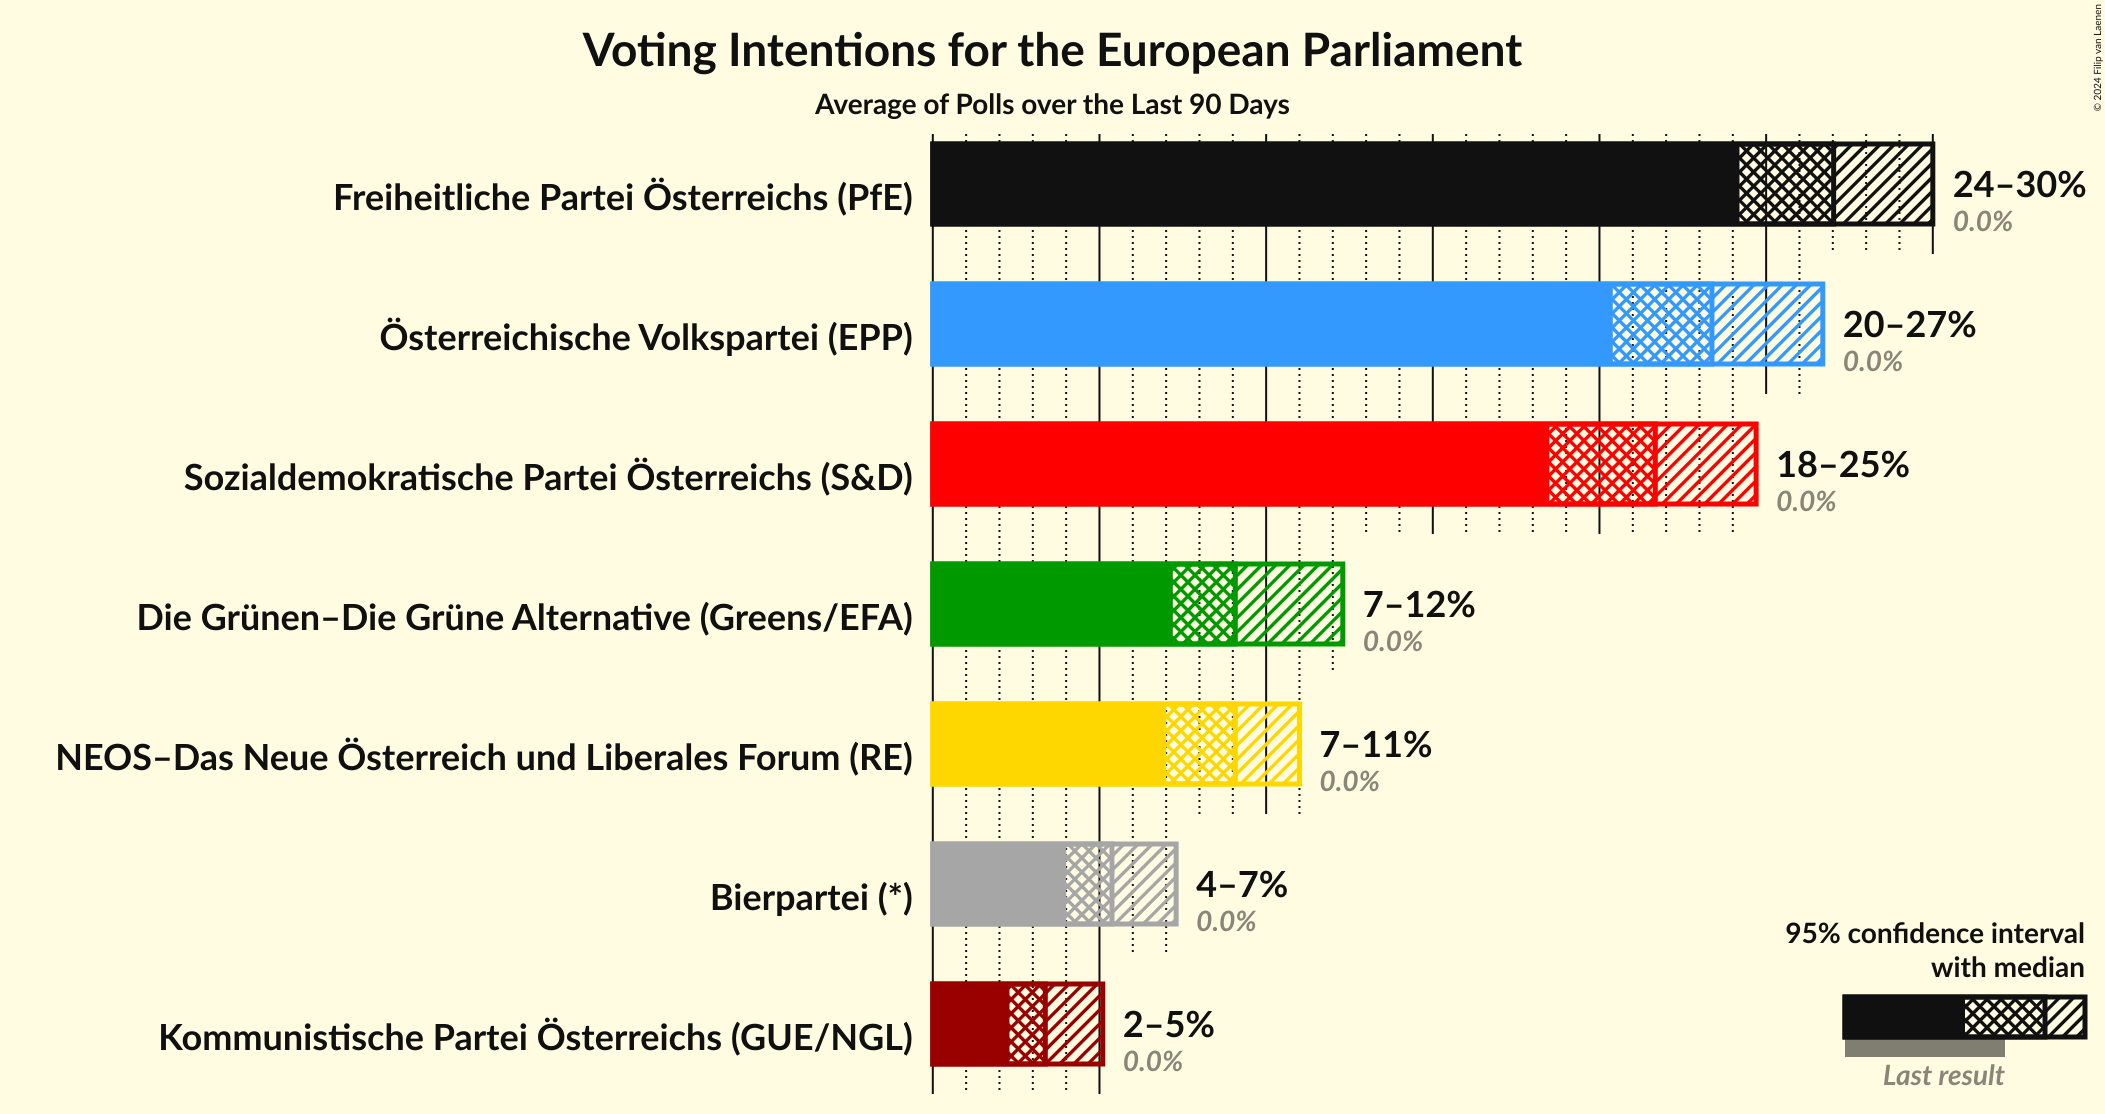 Voting Intentions for the European Parliament
Average of Polls over the Last 90 Days
© 2024 Filip van Laenen
Freiheitliche Partei Österreichs (PfE)
24–30%
0.0%
Österreichische Volkspartei (EPP)
20–27%
0.0%
Sozialdemokratische Partei Österreichs (S&D)
18–25%
0.0%
Die Grünen–Die Grüne Alternative (Greens/EFA)
7–12%
0.0%
NEOS–Das Neue Österreich und Liberales Forum (RE)
7–11%
0.0%
Bierpartei (*)
4–7%
0.0%
Kommunistische Partei Österreichs (GUE/NGL)
2–5%
0.0%
95% confidence interval
with median
Last result